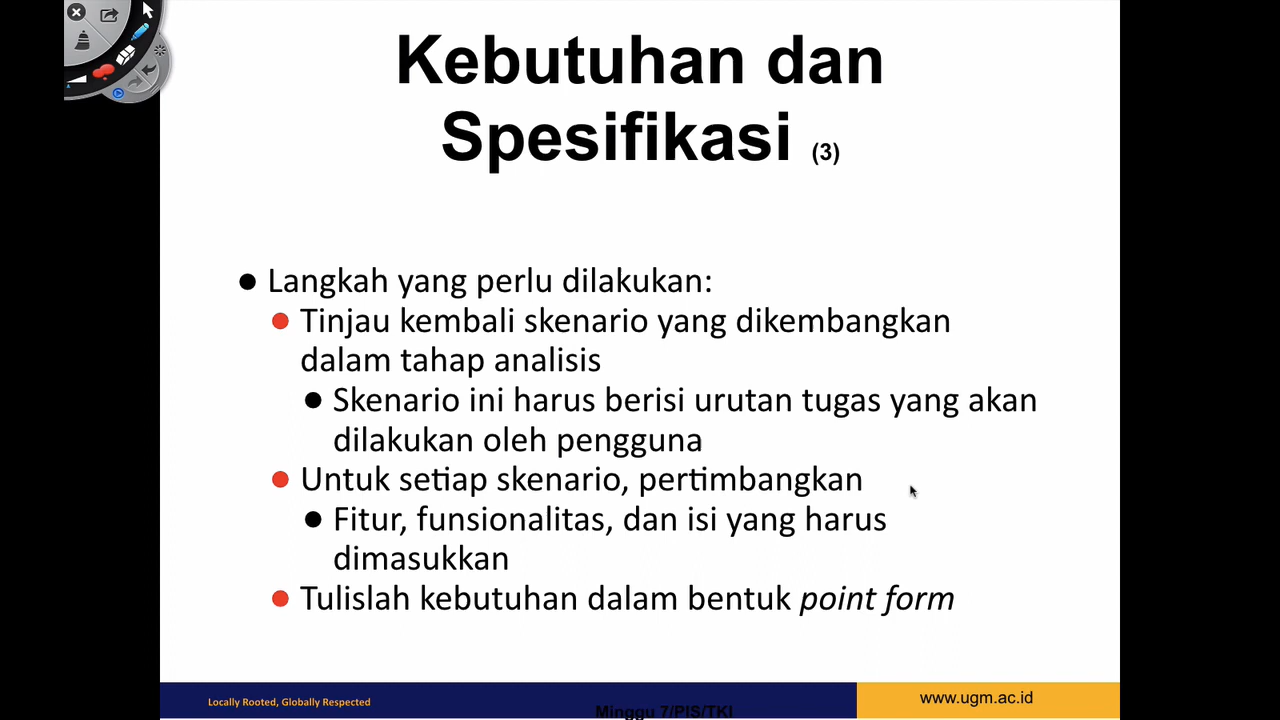 Kebutuhan dan
Spesifikasi (3)
● Langkah yang perlu dilakukan:
● Tinjau kembali skenario yang dikembangkan
dalam tahap analisis
● Skenario ini harus berisi urutan tugas yang akan
dilakukan oleh pengguna
● Untuk setiap skenario, pertimbangkan
● Fitur, funsionalitas, dan isi yang harus
dimasukkan
● Tulislah kebutuhan dalam bentuk point form
Locally Rooted, Globally Respected
Minggu 7/PIS/TKI
www.ugm.ac.id